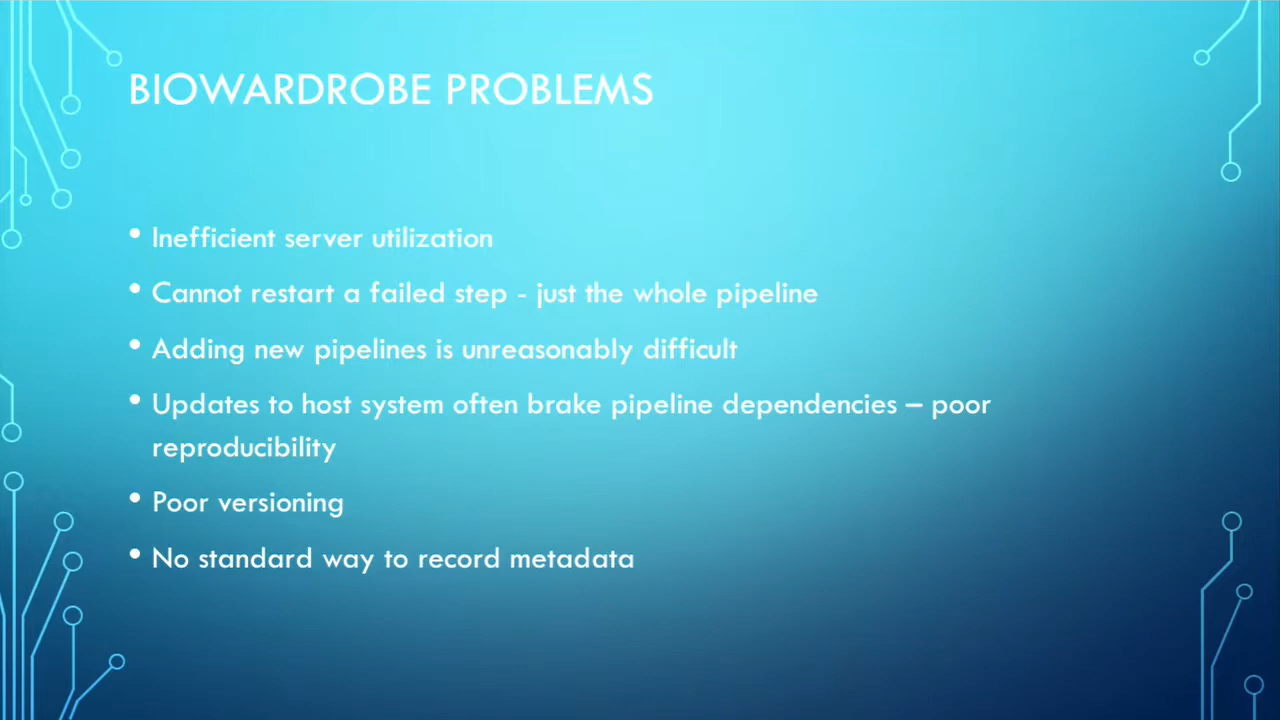 BIOWARDROBE PROBLEMS
• Inefficient server utilization
• Cannot restart a failed step - just the whole pipeline
• Adding new pipelines is unreasonably difficult
• Updates to host system often brake pipeline dependencies – poor
reproducibility
• Poor versioning
• No standard way to record metadata